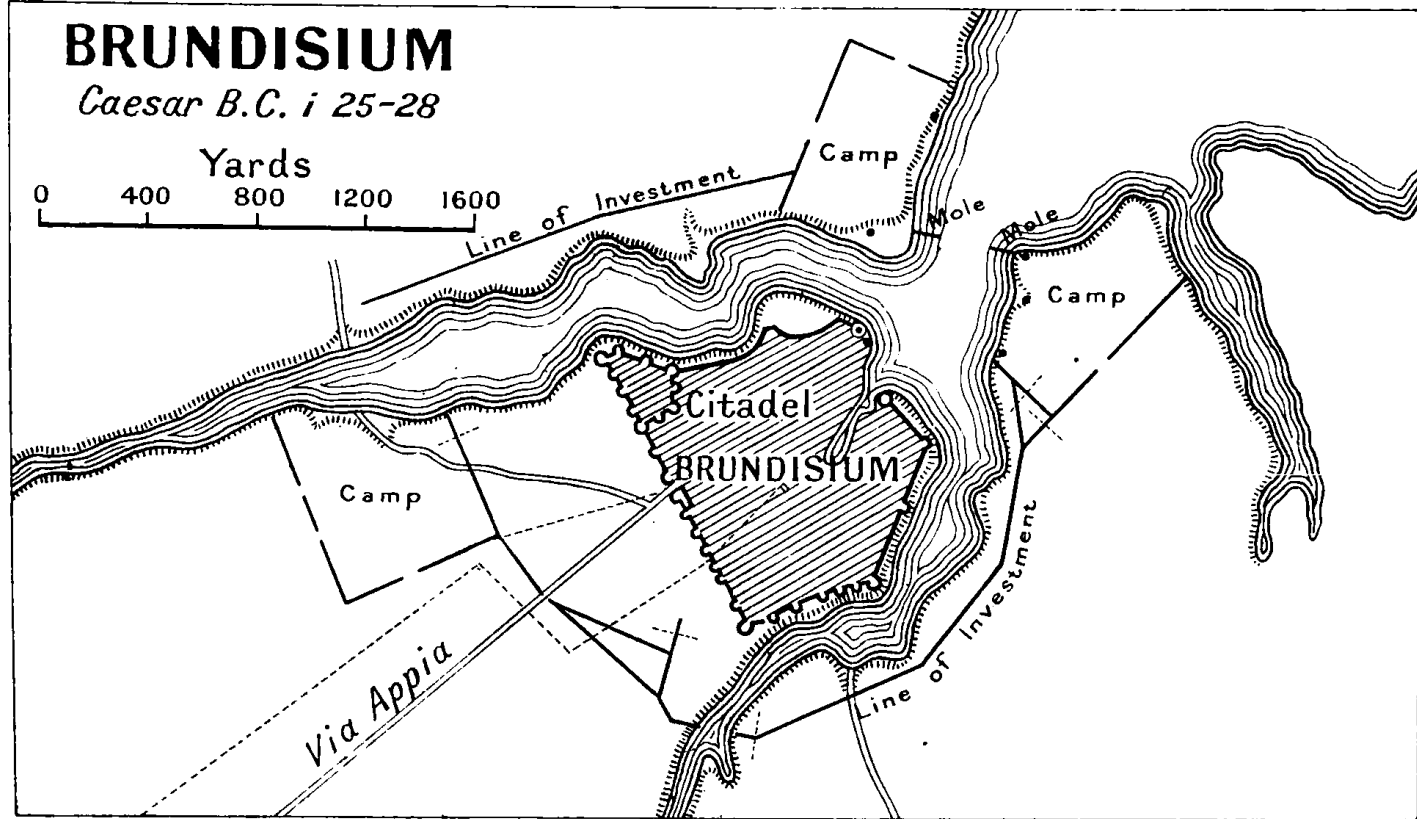 BRUNDISIUM
Caesar B.C. i 25-28
Yards
0 400 800 1200 1600
Line of Investment
Camp
Mole
Mole
Camp
Citadel
BRUNDISIUM
Camp
Via Appia
Line of Investment